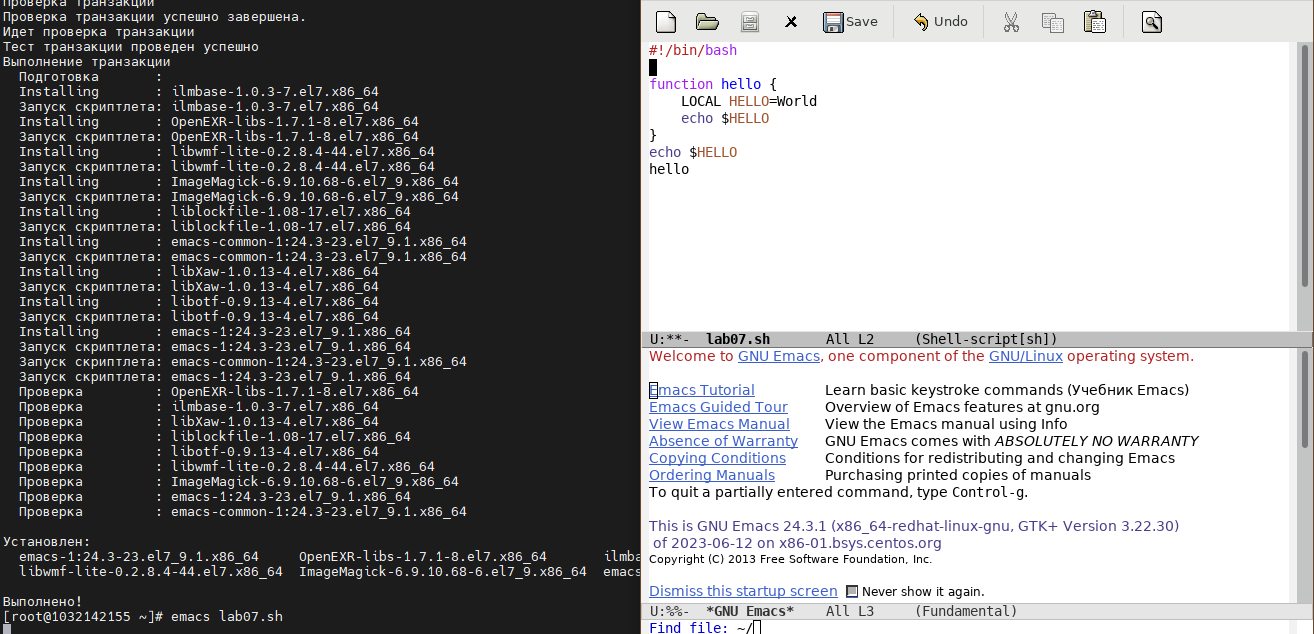 Проверка транзакции
Проверка транзакции успешно завершена.
Идет проверка транзакции
Тест транзакции проведен успешно
Выполнение транзакции
  Подготовка       :
  Installing       : ilmbase-1.0.3-7.el7.x86_64
  Запуск скриптлета: ilmbase-1.0.3-7.el7.x86_64
  Installing       : OpenEXR-libs-1.7.1-8.el7.x86_64
  Запуск скриптлета: OpenEXR-libs-1.7.1-8.el7.x86_64
  Installing       : libwmf-lite-0.2.8.4-44.el7.x86_64
  Запуск скриптлета: libwmf-lite-0.2.8.4-44.el7.x86_64
  Installing       : ImageMagick-6.9.10.68-6.el7_9.x86_64
  Запуск скриптлета: ImageMagick-6.9.10.68-6.el7_9.x86_64
  Installing       : liblockfile-1.08-17.el7.x86_64
  Запуск скриптлета: liblockfile-1.08-17.el7.x86_64
  Installing       : emacs-common-1:24.3-23.el7_9.1.x86_64
  Запуск скриптлета: emacs-common-1:24.3-23.el7_9.1.x86_64
  Installing       : libXaw-1.0.13-4.el7.x86_64
  Запуск скриптлета: libXaw-1.0.13-4.el7.x86_64
  Installing       : libotf-0.9.13-4.el7.x86_64
  Запуск скриптлета: libotf-0.9.13-4.el7.x86_64
  Installing       : emacs-1:24.3-23.el7_9.1.x86_64
  Запуск скриптлета: emacs-1:24.3-23.el7_9.1.x86_64
  Запуск скриптлета: emacs-common-1:24.3-23.el7_9.1.x86_64
  Запуск скриптлета: emacs-1:24.3-23.el7_9.1.x86_64
  Проверка         : OpenEXR-libs-1.7.1-8.el7.x86_64
  Проверка         : ilmbase-1.0.3-7.el7.x86_64
  Проверка         : libXaw-1.0.13-4.el7.x86_64
  Проверка         : liblockfile-1.08-17.el7.x86_64
  Проверка         : libotf-0.9.13-4.el7.x86_64
  Проверка         : libwmf-lite-0.2.8.4-44.el7.x86_64
  Проверка         : ImageMagick-6.9.10.68-6.el7_9.x86_64
  Проверка         : emacs-1:24.3-23.el7_9.1.x86_64
  Проверка         : emacs-common-1:24.3-23.el7_9.1.x86_64
Установлен:
  emacs-1:24.3-23.el7_9.1.x86_64     OpenEXR-libs-1.7.1-8.el7.x86_64       ilmba
  libwmf-lite-0.2.8.4-44.el7.x86_64  ImageMagick-6.9.10.68-6.el7_9.x86_64  emacs
Выполнено!
[root@1032142155 ~]# emacs lab07.sh
Save Undo
#!/bin/bash
function hello {
    LOCAL HELLO=World
    echo $HELLO
}
echo $HELLO
hello
U:**-  lab07.sh       All L2     (Shell-script[sh])
Welcome to GNU Emacs, one component of the GNU/Linux operating system.
Emacs Tutorial Learn basic keystroke commands (Учебник Emacs)
Emacs Guided Tour Overview of Emacs features at gnu.org
View Emacs Manual View the Emacs manual using Info
Absence of Warranty GNU Emacs comes with ABSOLUTELY NO WARRANTY
Copying Conditions Conditions for redistributing and changing Emacs
Ordering Manuals Purchasing printed copies of manuals
To quit a partially entered command, type Control-g.
This is GNU Emacs 24.3.1 (x86_64-redhat-linux-gnu, GTK+ Version 3.22.30)
 of 2023-06-12 on x86-01.bsys.centos.org
Copyright (C) 2013 Free Software Foundation, Inc.
Dismiss this startup screen Never show it again.
U:%%-  *GNU Emacs*    All L3     (Fundamental)
Find file: ~/